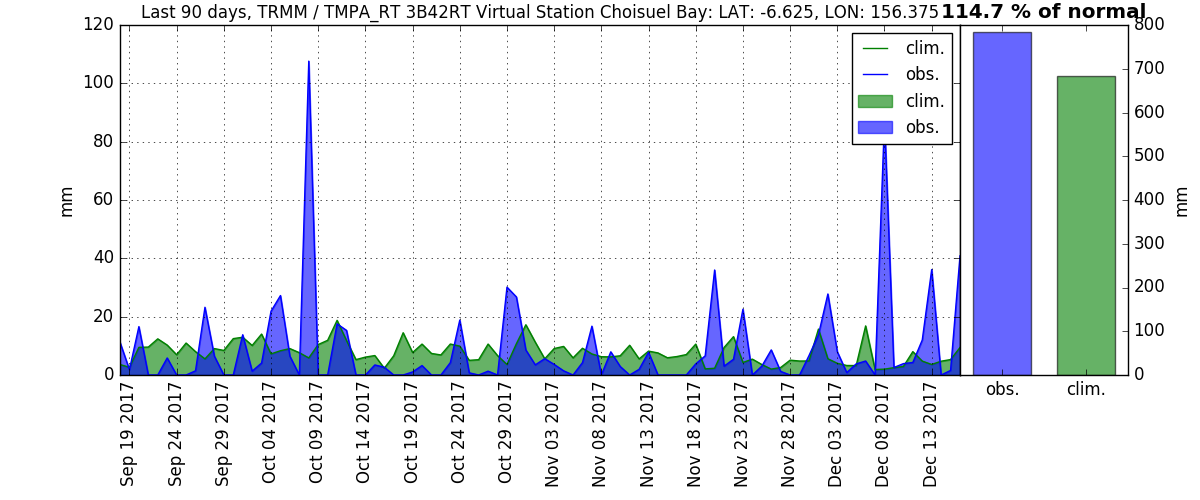 Last 90 days, TRMM / TMPA_RT 3B42RT Virtual Station Choisuel Bay: LAT: -6.625, LON: 156.375 114.7 % of normal
mm
120
100
80
60
40
20
0
clim.
obs.
clim.
obs.
Sep 19 2017
Sep 24 2017
Sep 29 2017
Oct 04 2017
Oct 09 2017
Oct 14 2017
Oct 19 2017
Oct 24 2017
Oct 29 2017
Nov 03 2017
Nov 08 2017
Nov 13 2017
Nov 18 2017
Nov 23 2017
Nov 28 2017
Dec 03 2017
Dec 08 2017
Dec 13 2017
800
700
600
500
400
300
200
100
0
mm
obs. clim.